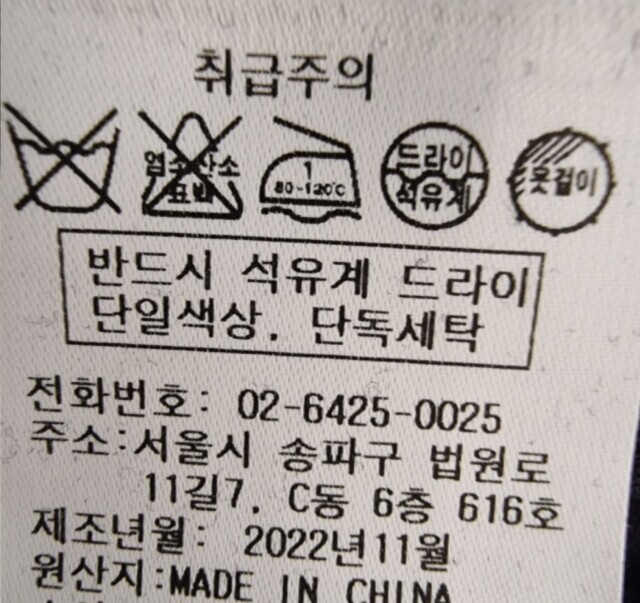 취급주의
염소 산소
표백
1
80-120℃
드라이
석유계
옷걸이
반드시 석유계 드라이
단일색상. 단독세탁
전화번호: 02-6425-0025
주소:서울시 송파구 법원로
11길7. C동 6층 616호
제조년월: 2022년11월
원산지:MADE IN CHINA